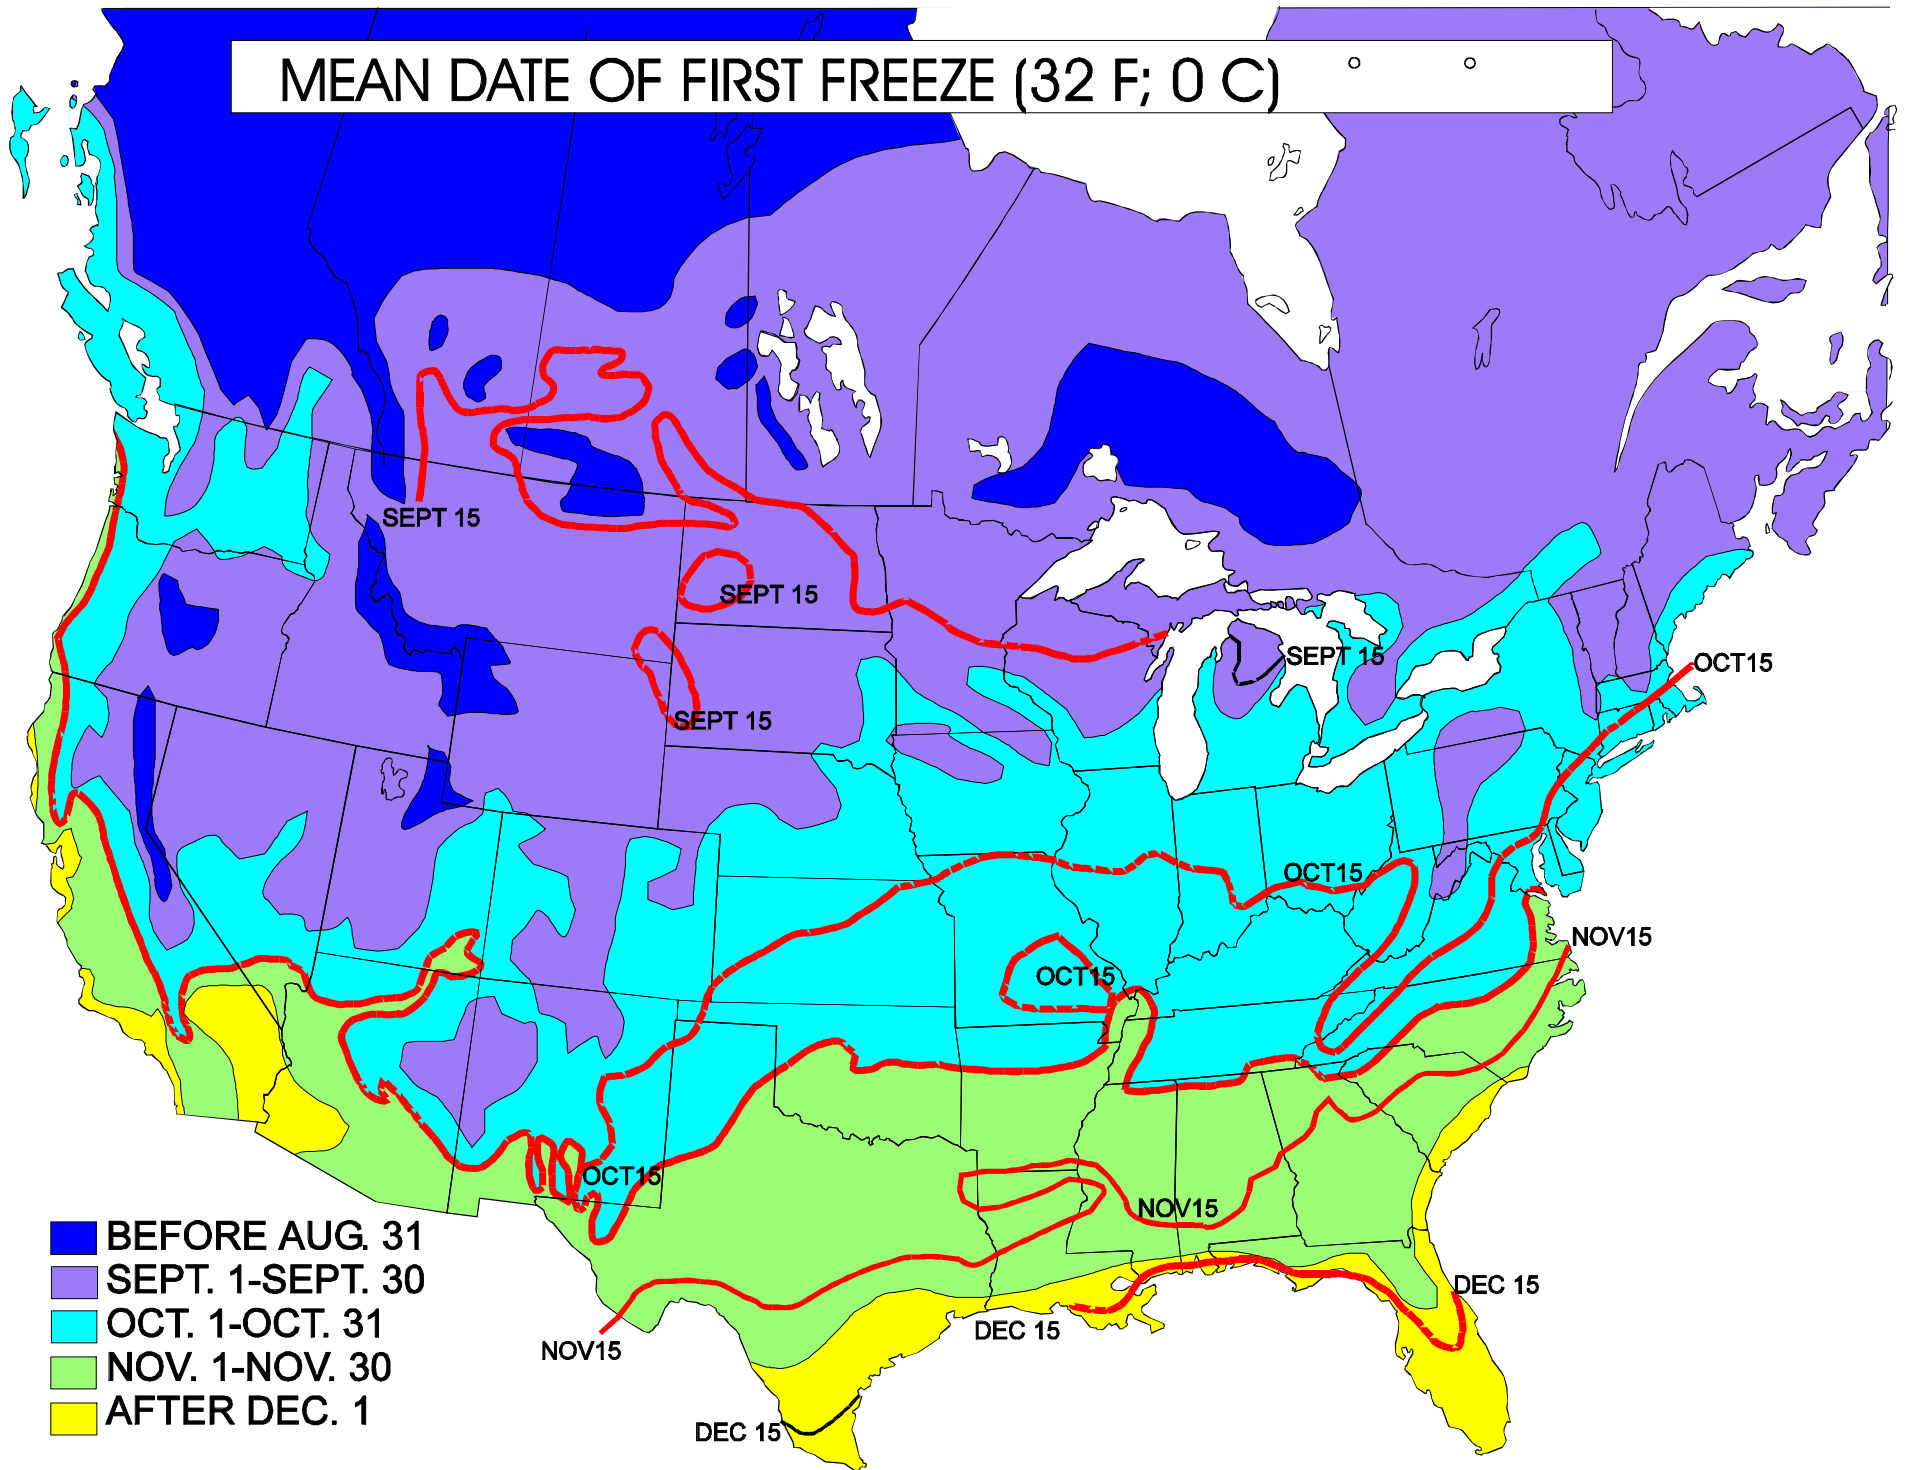 MEAN DATE OF FIRST FREEZE (32 F; 0 C)
SEPT 15
SEPT 15
SEPT 15
OCT15
SEPT 15
OCT15
NOV15
OCT15
OCT15
NOV15
BEFORE AUG. 31
SEPT. 1-SEPT. 30
DEC 15
OCT. 1-OCT. 31
DEC 15
NOV15
NOV. 1-NOV. 30
AFTER DEC. 1
DEC 15